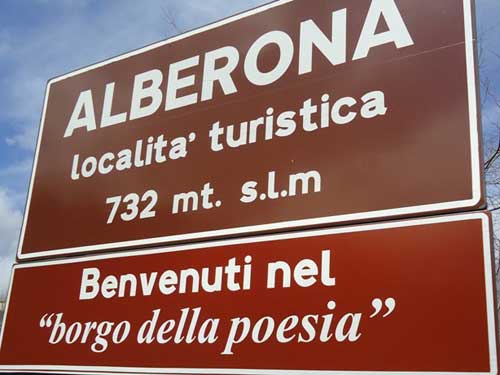 ALBERONA
localita' turistica
732 mt. s.l.m
Benvenuti nel
“borgo della poesia”